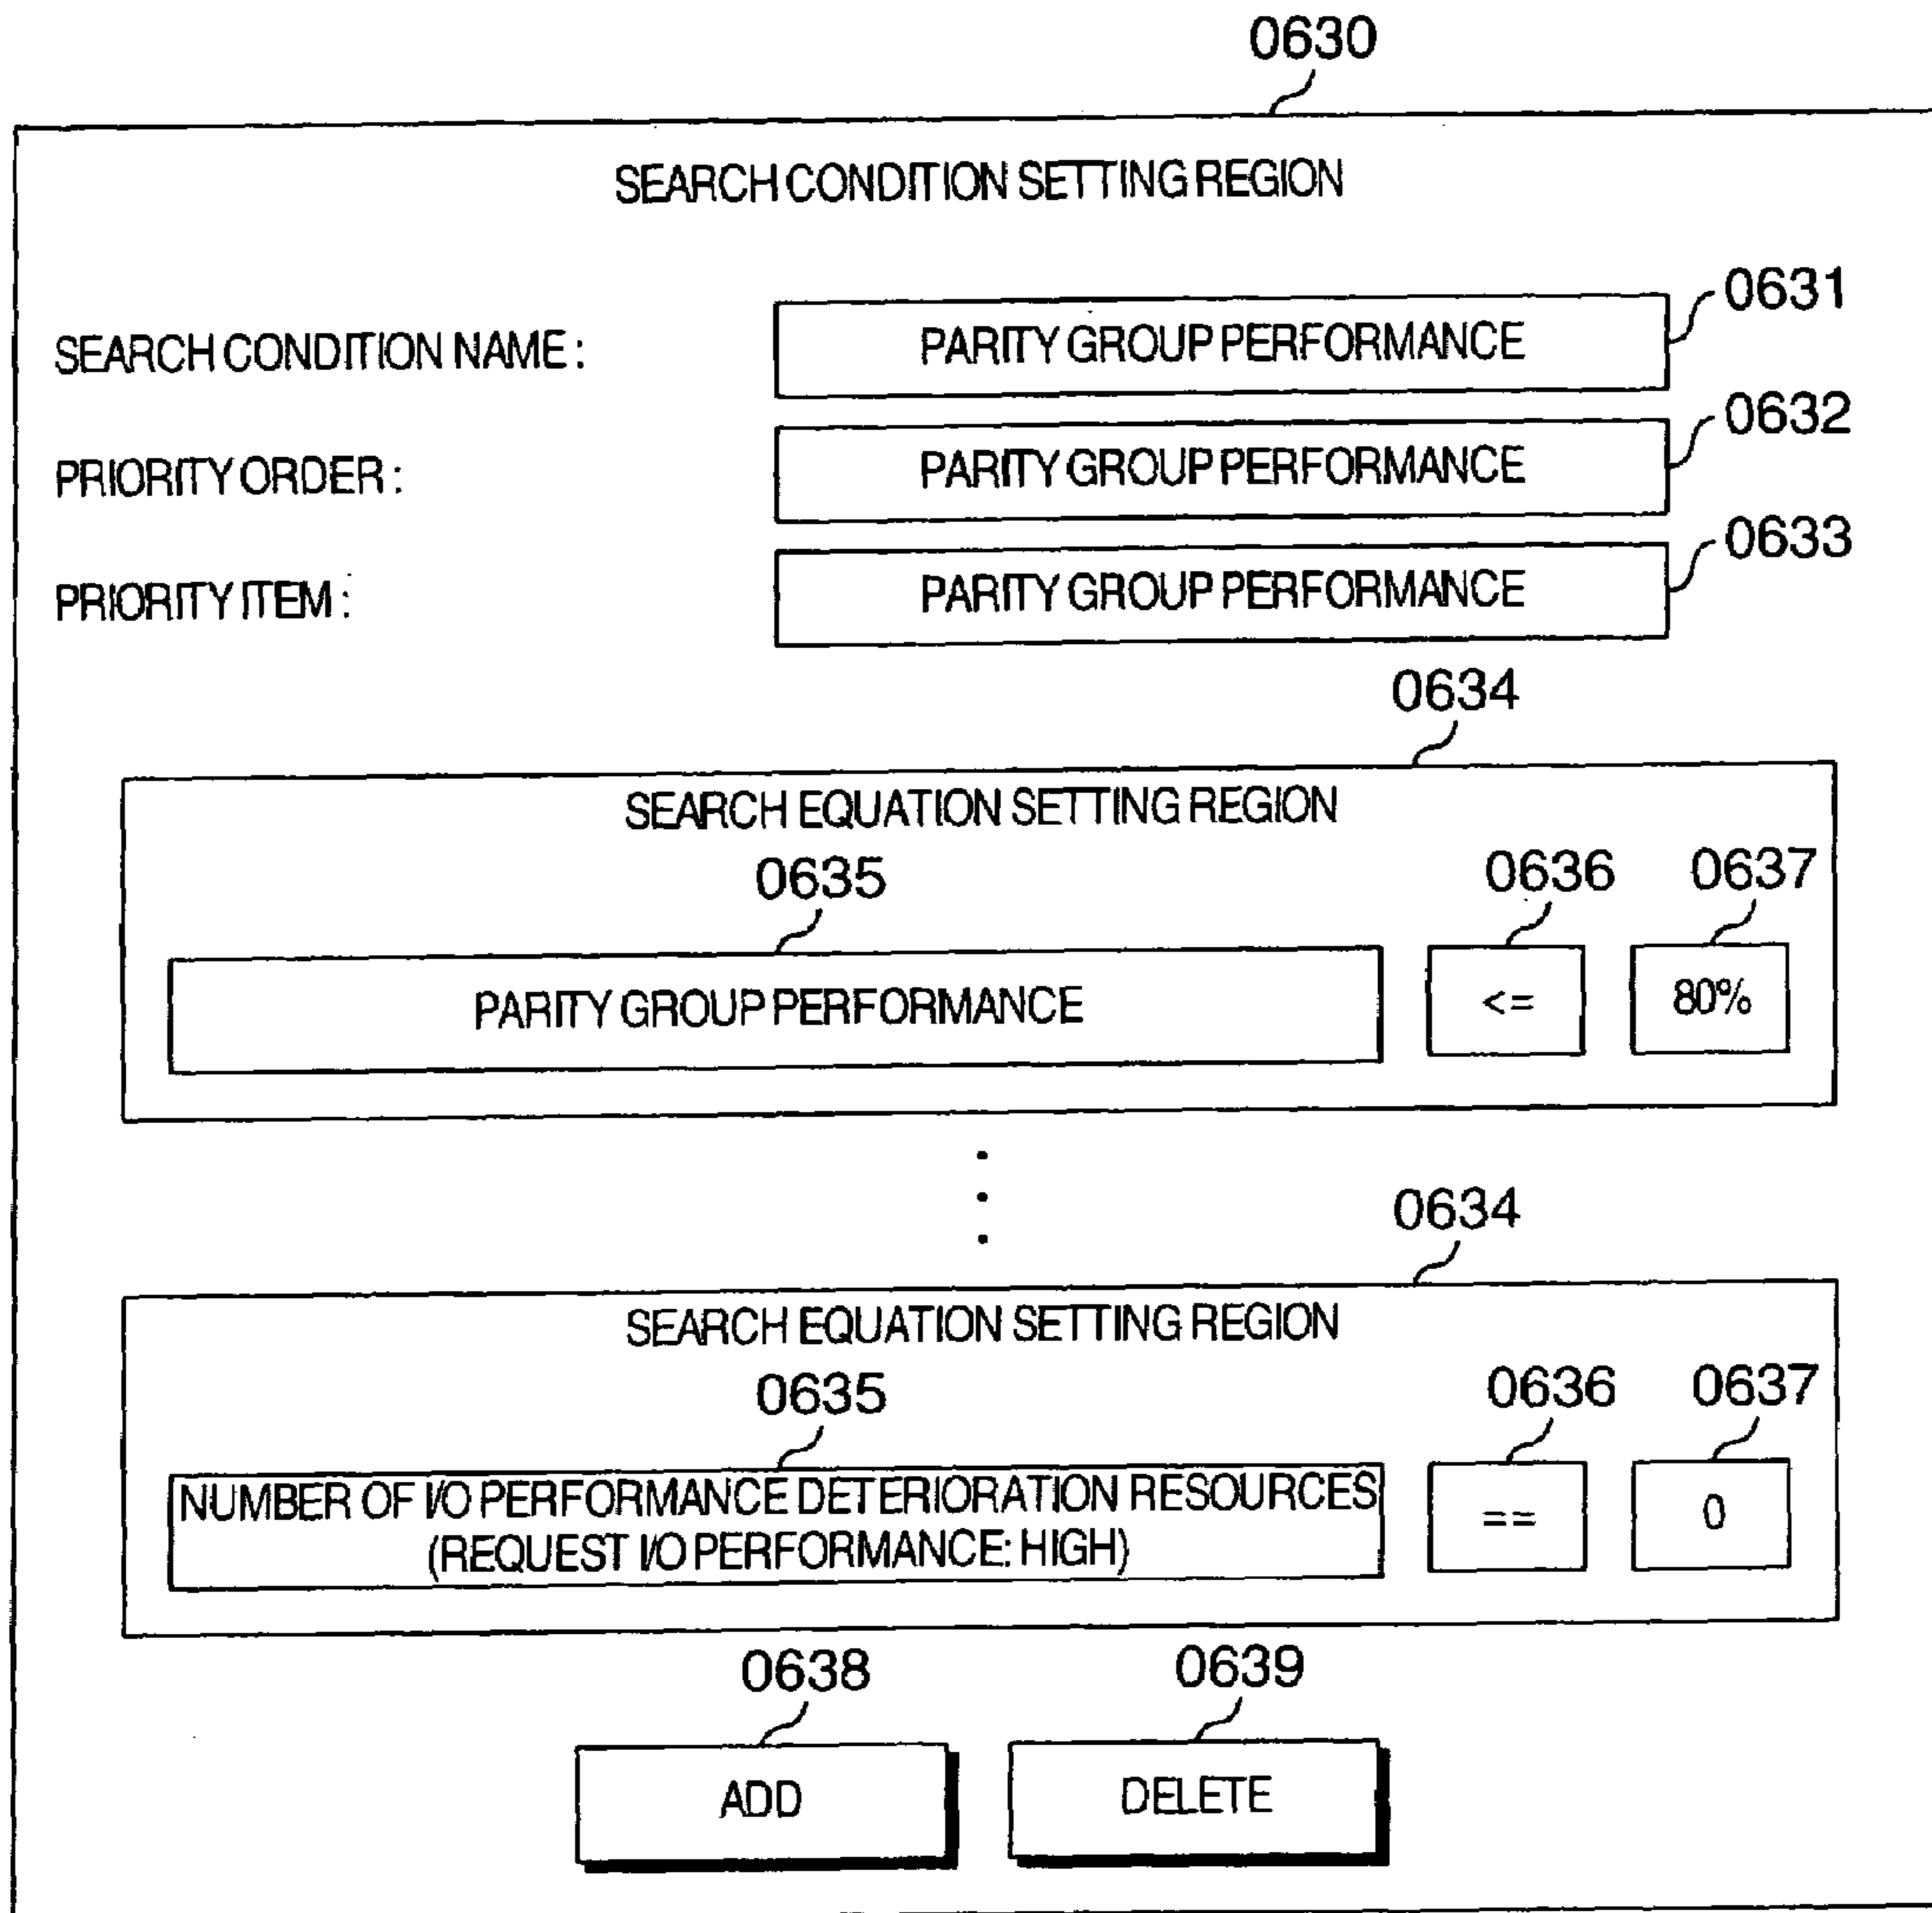 0630
SEARCH CONDITION SETTING REGION
SEARCH CONDITION NAME : PARITY GROUP PERFORMANCE 0631
PRIORITY ORDER : PARITY GROUP PERFORMANCE 0632
PRIORITY ITEM : PARITY GROUP PERFORMANCE 0633
0634
SEARCH EQUATION SETTING REGION
0635 0636 0637
PARITY GROUP PERFORMANCE <= 80%
0634
SEARCH EQUATION SETTING REGION
0635 0636 0637
NUMBER OF I/O PERFORMANCE DETERIORATION RESOURCES
(REQUEST I/O PERFORMANCE: HIGH) == 0
0638 0639
ADD DELETE